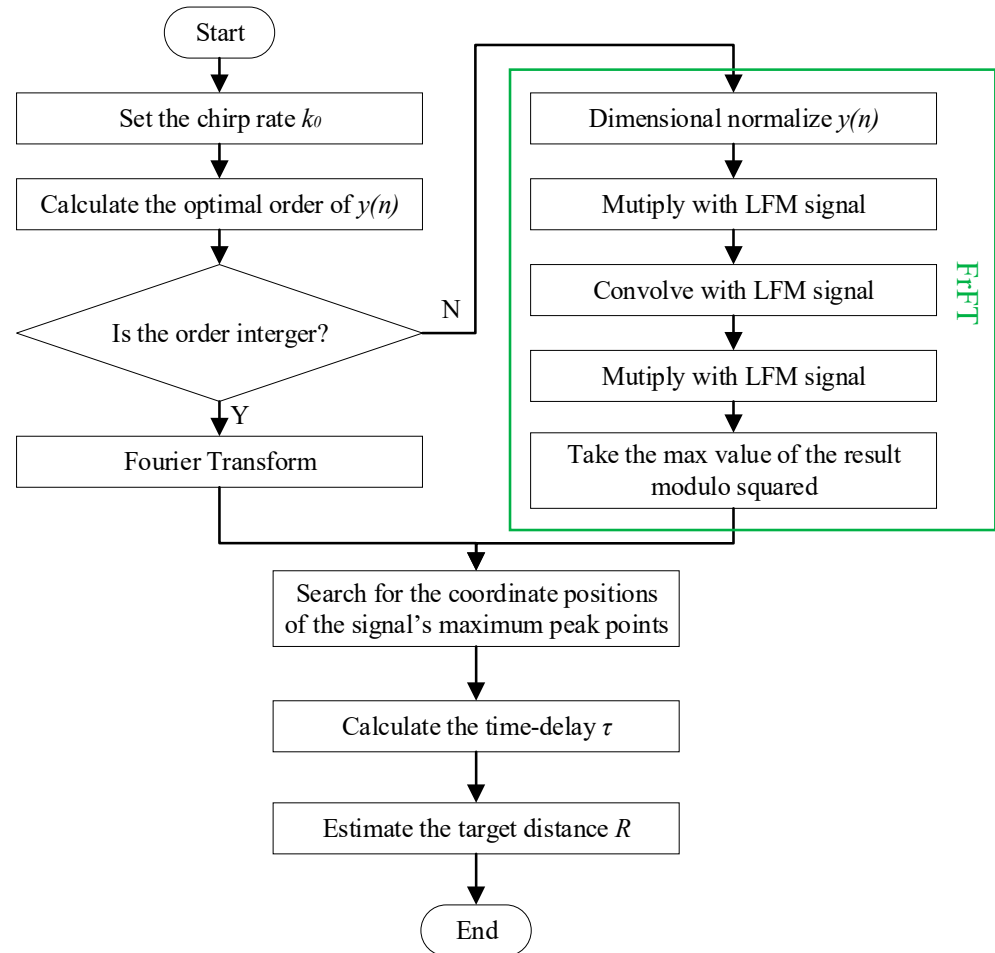 Start
Set the chirp rate k0
Calculate the optimal order of y(n)
Is the order interger?
N
Y
Fourier Transform
Dimensional normalize y(n)
Mutiply with LFM signal
Convolve with LFM signal
Mutiply with LFM signal
Take the max value of the result
modulo squared
FrFT
Search for the coordinate positions
of the signal's maximum peak points
Calculate the time-delay τ
Estimate the target distance R
End